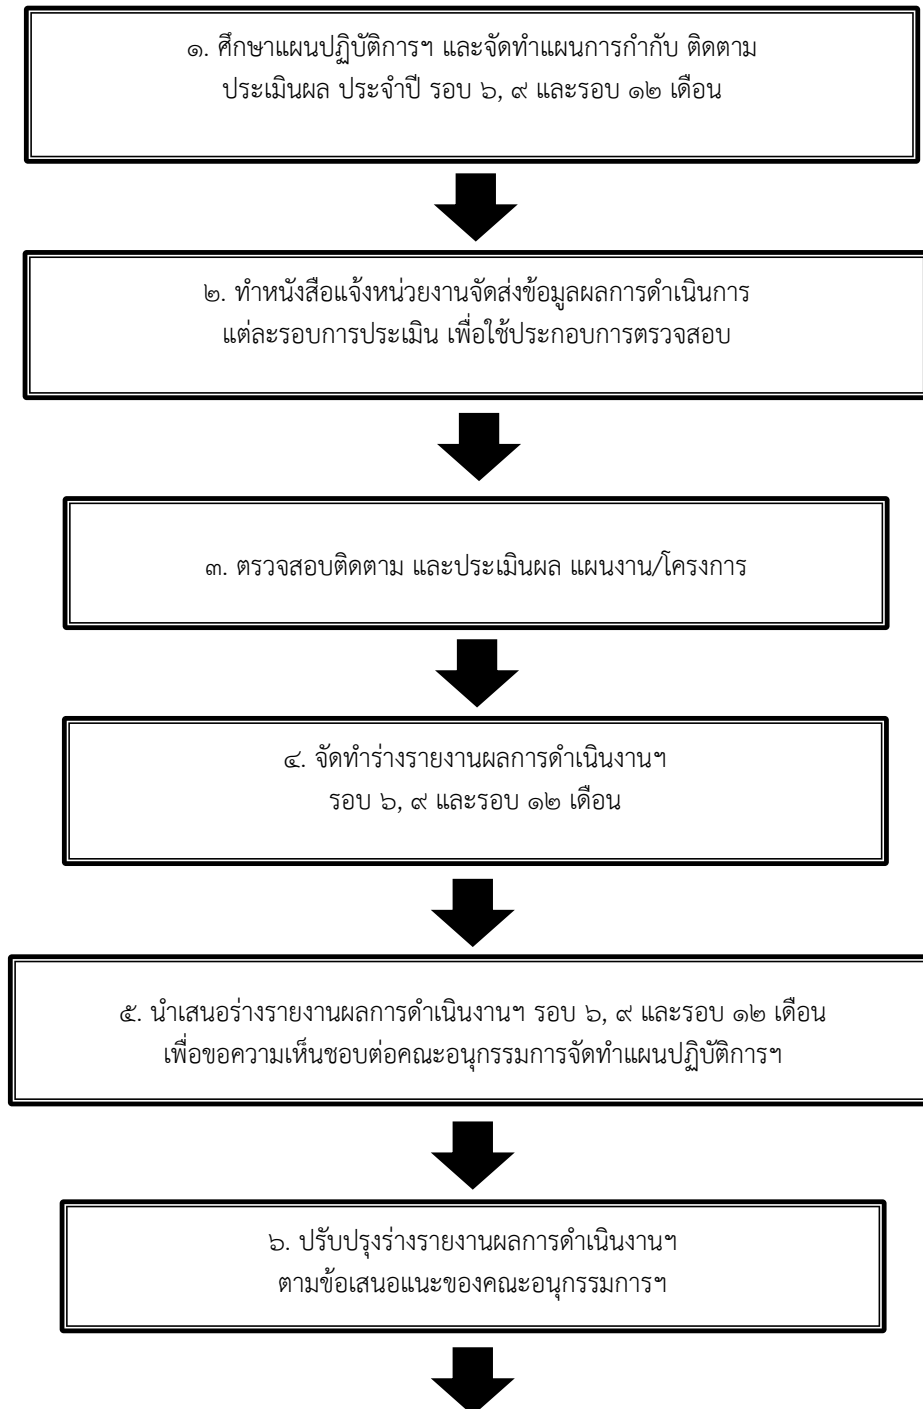 ๑. ศึกษาแผนปฏิบัติการฯ และจัดทำแผนการกำกับ ติดตาม
ประเมินผล ประจำปี รอบ ๖, ๙ และรอบ ๑๒ เดือน
๒. ทำหนังสือแจ้งหน่วยงานจัดส่งข้อมูลผลการดำเนินการ
แต่ละรอบการประเมิน เพื่อใช้ประกอบการตรวจสอบ
๓. ตรวจสอบติดตาม และประเมินผล แผนงาน/โครงการ
๔. จัดทำร่างรายงานผลการดำเนินงานฯ
รอบ ๖, ๙ และรอบ ๑๒ เดือน
๕. นำเสนอร่างรายงานผลการดำเนินงานฯ รอบ ๖, ๙ และรอบ ๑๒ เดือน
เพื่อขอความเห็นชอบต่อคณะอนุกรรมการจัดทำแผนปฏิบัติการฯ
๖. ปรับปรุงร่างรายงานผลการดำเนินงานฯ
ตามข้อเสนอแนะของคณะอนุกรรมการฯ